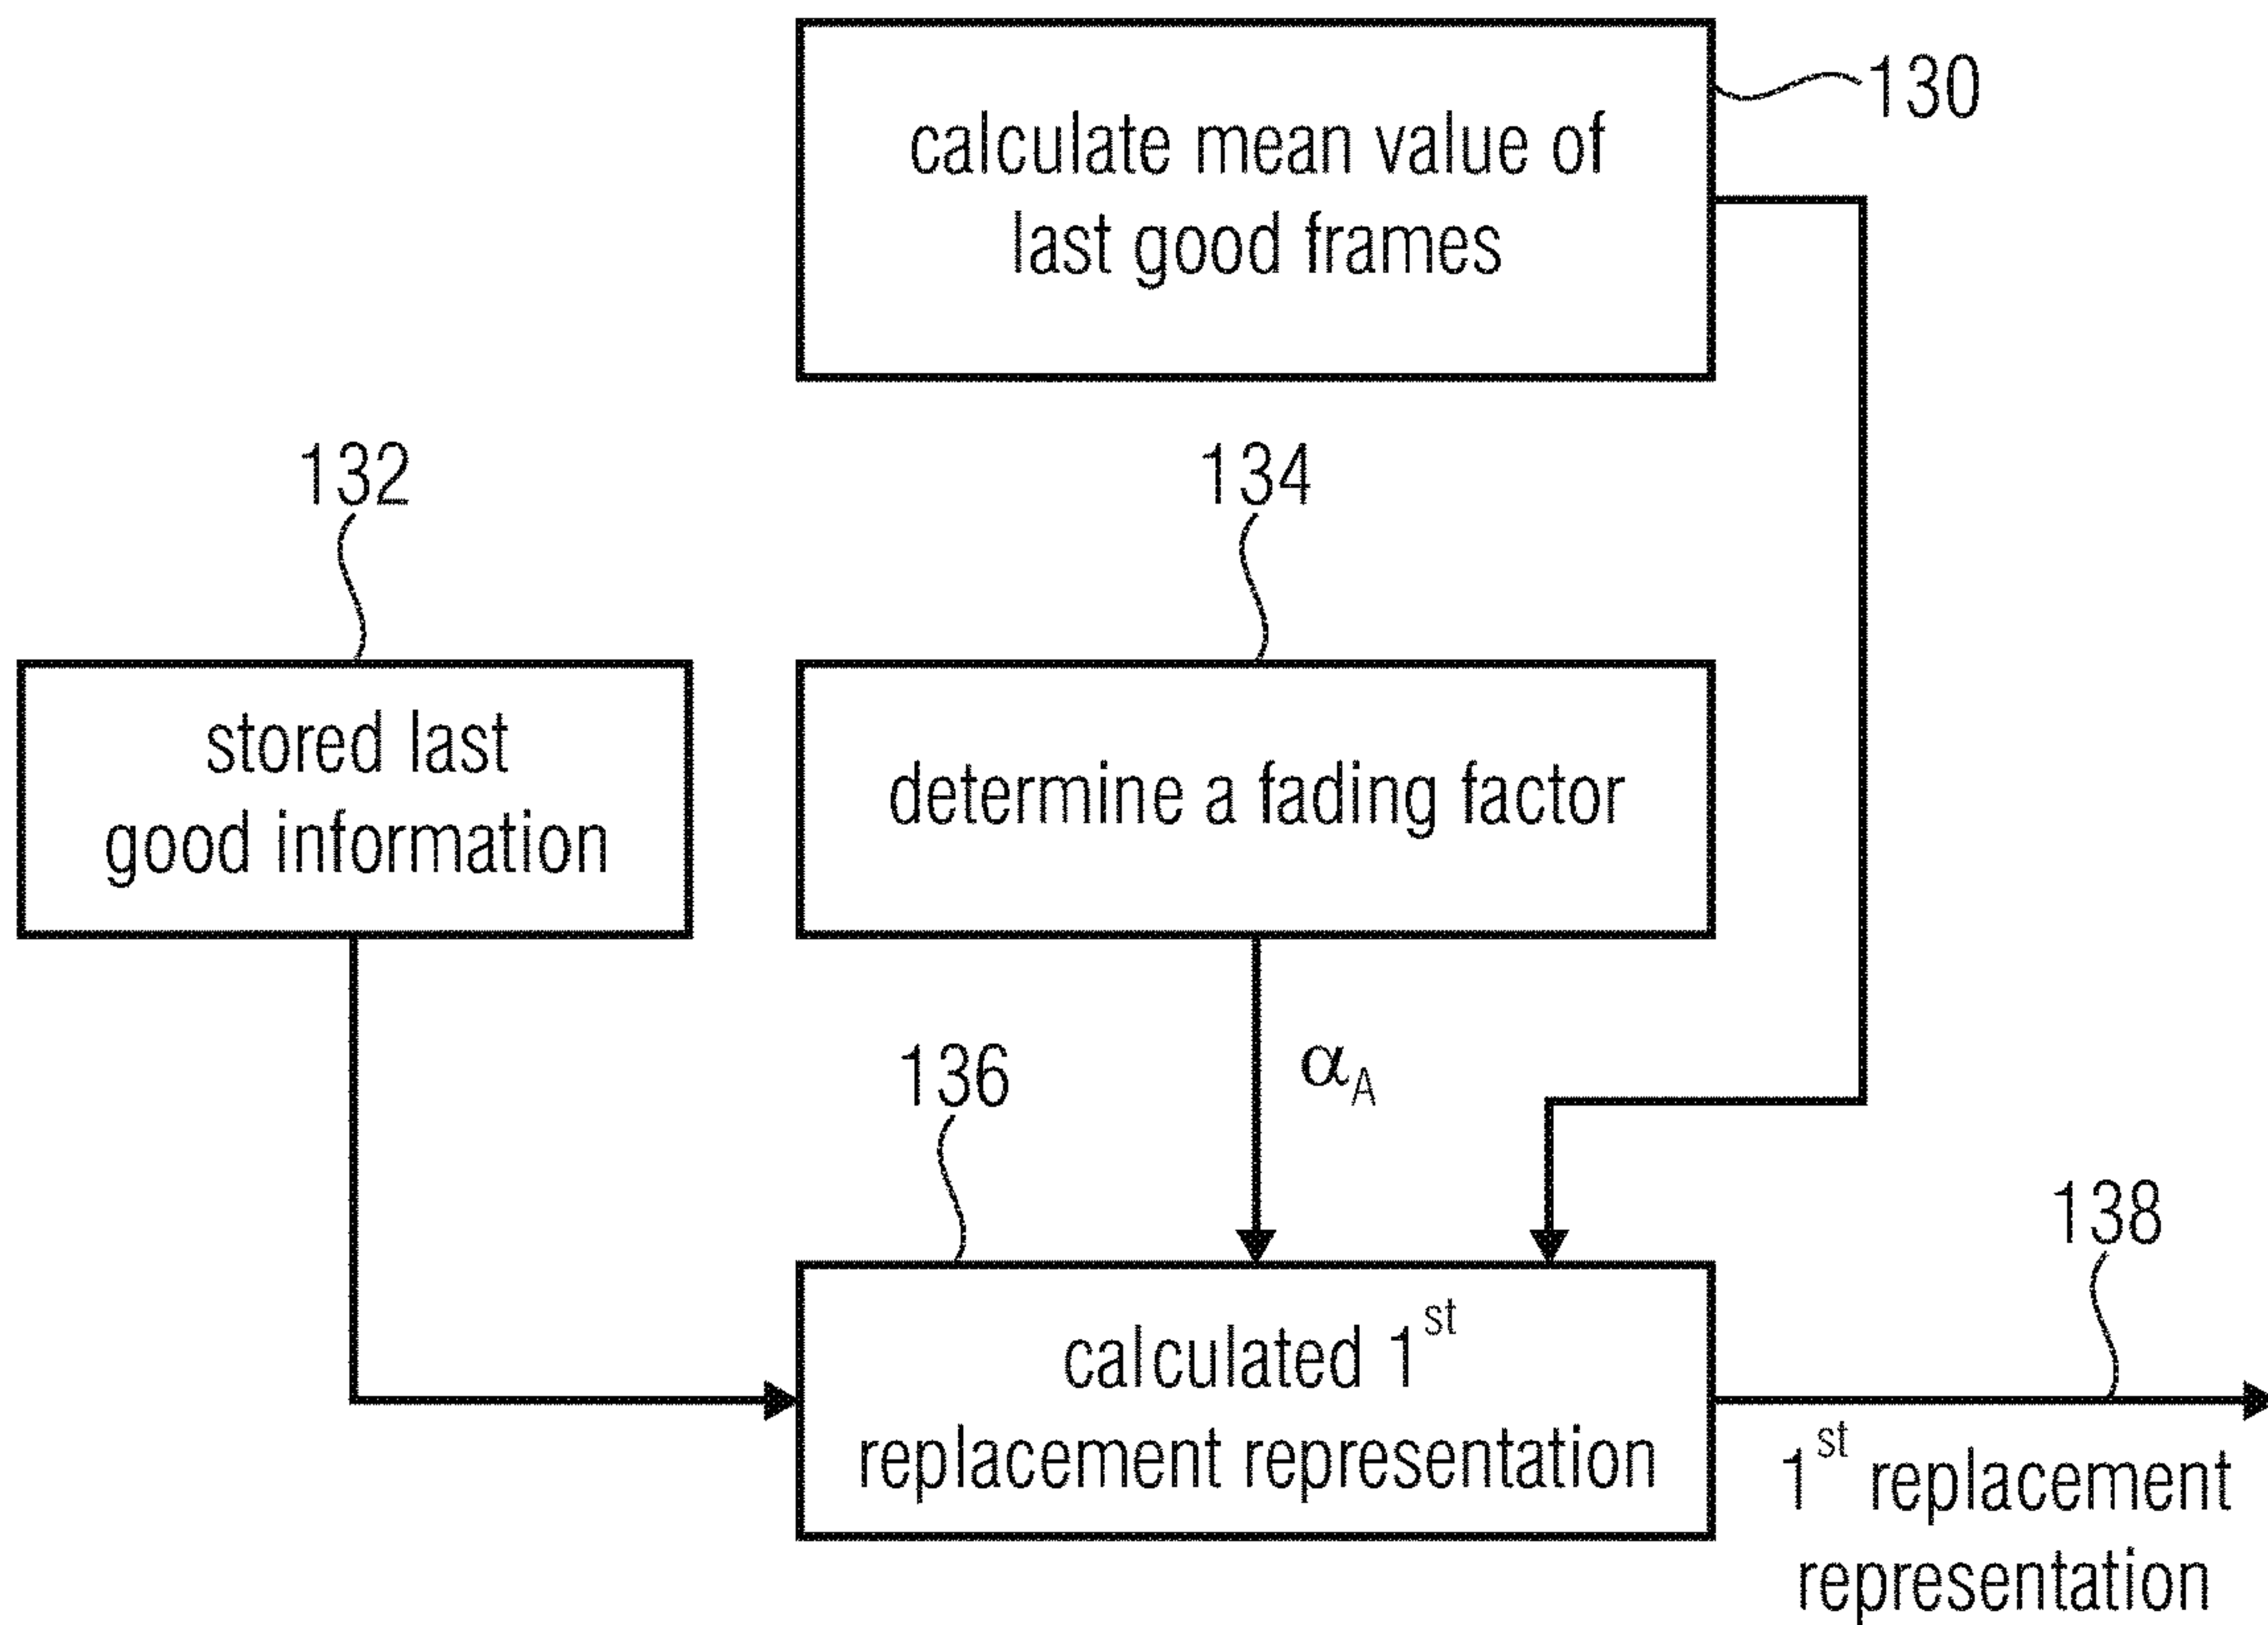 calculate mean value of
last good frames
130
132
134
stored last
good information
determine a fading factor
αA
136
calculated 1st
replacement representation
138
1st replacement
representation